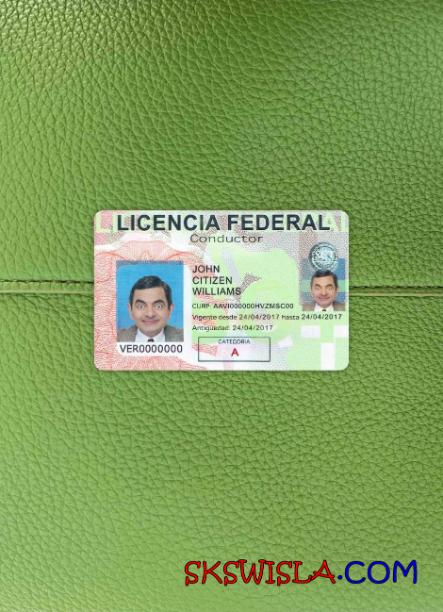 LICENCIA FEDERAL
Conductor
JOHN
CITIZEN
WILLIAMS
CURP: AAVI000000HVZMSC00
Vigente desde 24/04/2017 hasta 24/04/2017
Antigüedad: 24/04/2017
VER0000000
CATEGORIA
A
SKSWISLA.COM